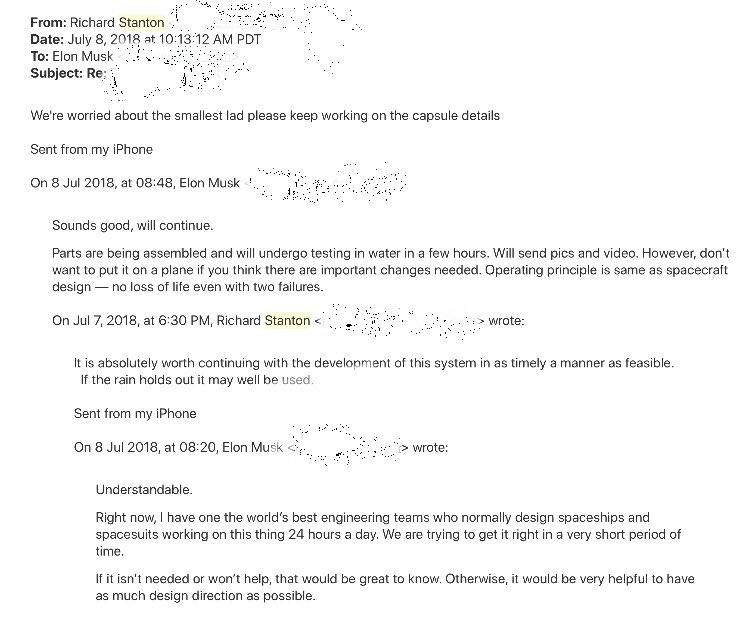 From: Richard Stanton
Date: July 8, 2018 at 10:13:12 AM PDT
To: Elon Musk
Subject: Re:
We're worried about the smallest lad please keep working on the capsule details
Sent from my iPhone
On 8 Jul 2018, at 08:48, Elon Musk
Sounds good, will continue.
Parts are being assembled and will undergo testing in water in a few hours. Will send pics and video. However, don't
want to put it on a plane if you think there are important changes needed. Operating principle is same as spacecraft
design — no loss of life even with two failures.
On Jul 7, 2018, at 6:30 PM, Richard Stanton < > wrote:
It is absolutely worth continuing with the development of this system in as timely a manner as feasible.
If the rain holds out it may well be used.
Sent from my iPhone
On 8 Jul 2018, at 08:20, Elon Musk < > wrote:
Understandable.
Right now, I have one the world's best engineering teams who normally design spaceships and
spacesuits working on this thing 24 hours a day. We are trying to get it right in a very short period of
time.
If it isn't needed or won't help, that would be great to know. Otherwise, it would be very helpful to have
as much design direction as possible.